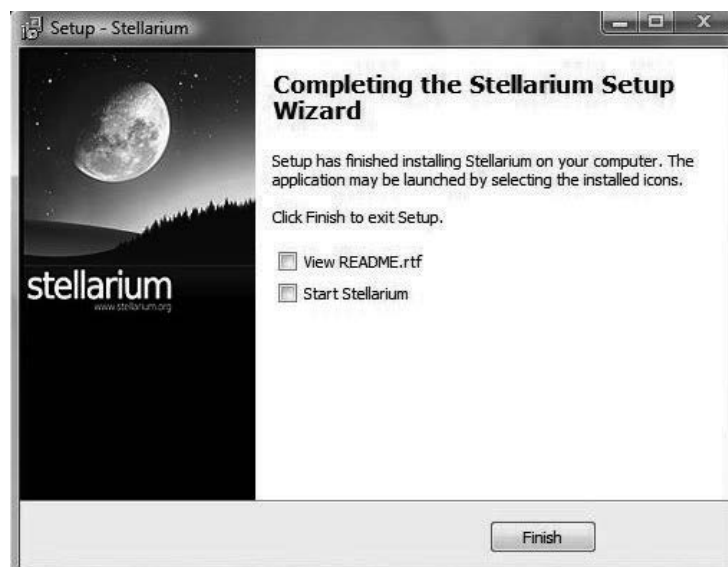 Setup - Stellarium
Completing the Stellarium Setup
Wizard
Setup has finished installing Stellarium on your computer. The
application may be launched by selecting the installed icons.
Click Finish to exit Setup.
View README.rtf
Start Stellarium
stellarium
www.stellarium.org
Finish